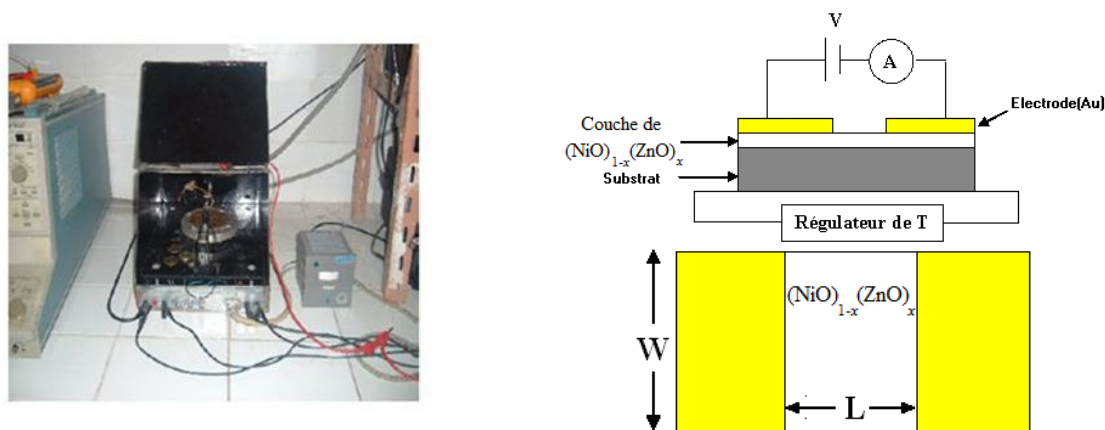 V
A
Electrode(Au)
Couche de
(NiO)1-x(ZnO)x
Substrat
Régulateur de T
(NiO)1-x(ZnO)x
W
L